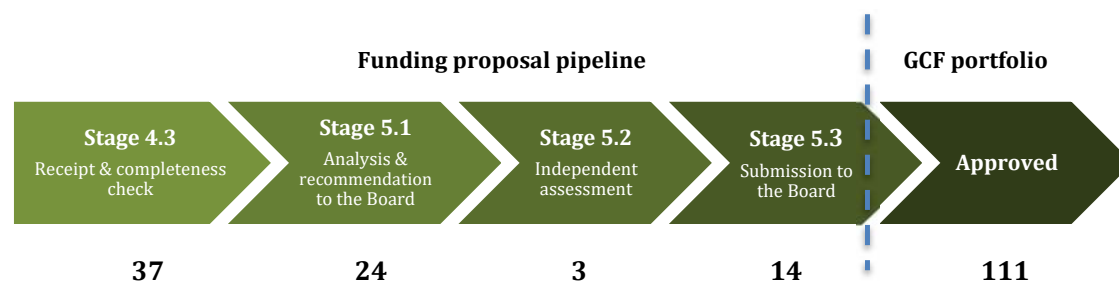 Funding proposal pipeline
GCF portfolio
Stage 4.3
Receipt & completeness
check
Stage 5.1
Analysis &
recommendation
to the Board
Stage 5.2
Independent
assessment
Stage 5.3
Submission to
the Board
Approved
37
24
3
14
111